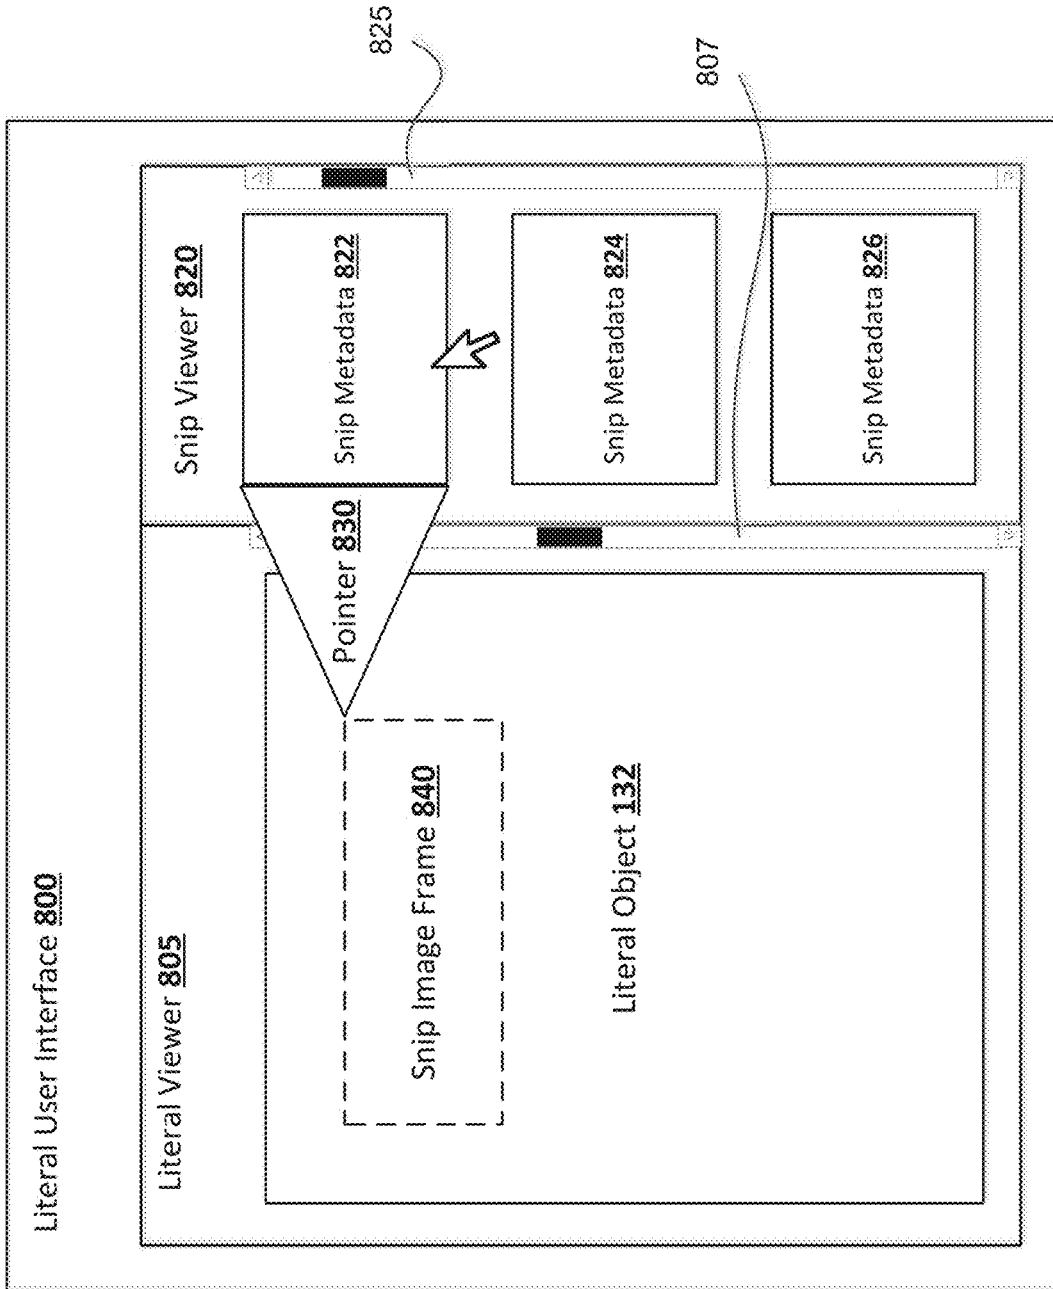 Literal User Interface 800
Literal Viewer 805
Snip Viewer 820
Snip Metadata 822
Pointer 830
Snip Image Frame 840
Snip Metadata 824
Literal Object 132
Snip Metadata 826
825
807